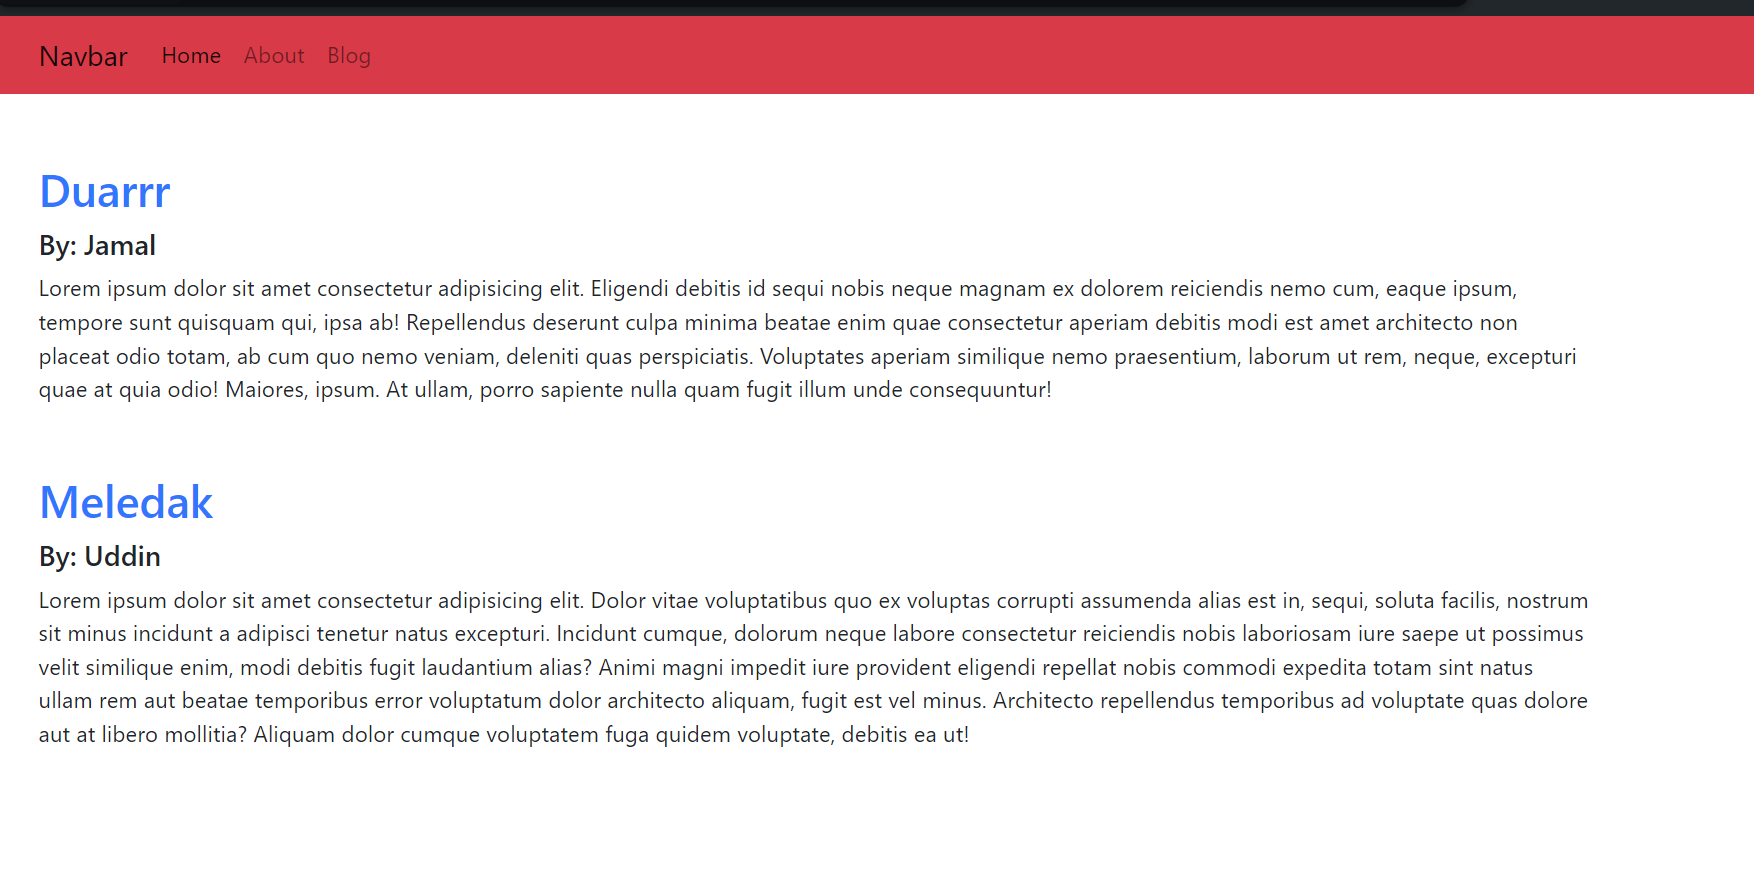 Navbar Home About Blog
Duarrr
By: Jamal
Lorem ipsum dolor sit amet consectetur adipisicing elit. Eligendi debitis id sequi nobis neque magnam ex dolorem reiciendis nemo cum, eaque ipsum,
tempore sunt quisquam qui, ipsa ab! Repellendus deserunt culpa minima beatae enim quae consectetur aperiam debitis modi est amet architecto non
placeat odio totam, ab cum quo nemo veniam, deleniti quas perspiciatis. Voluptates aperiam similique nemo praesentium, laborum ut rem, neque, excepturi
quae at quia odio! Maiores, ipsum. At ullam, porro sapiente nulla quam fugit illum unde consequuntur!
Meledak
By: Uddin
Lorem ipsum dolor sit amet consectetur adipisicing elit. Dolor vitae voluptatibus quo ex voluptas corrupti assumenda alias est in, sequi, soluta facilis, nostrum
sit minus incidunt a adipisci tenetur natus excepturi. Incidunt cumque, dolorum neque labore consectetur reiciendis nobis laboriosam iure saepe ut possimus
velit similique enim, modi debitis fugit laudantium alias? Animi magni impedit iure provident eligendi repellat nobis commodi expedita totam sint natus
ullam rem aut beatae temporibus error voluptatum dolor architecto aliquam, fugit est vel minus. Architecto repellendus temporibus ad voluptate quas dolore
aut at libero mollitia? Aliquam dolor cumque voluptatem fuga quidem voluptate, debitis ea ut!